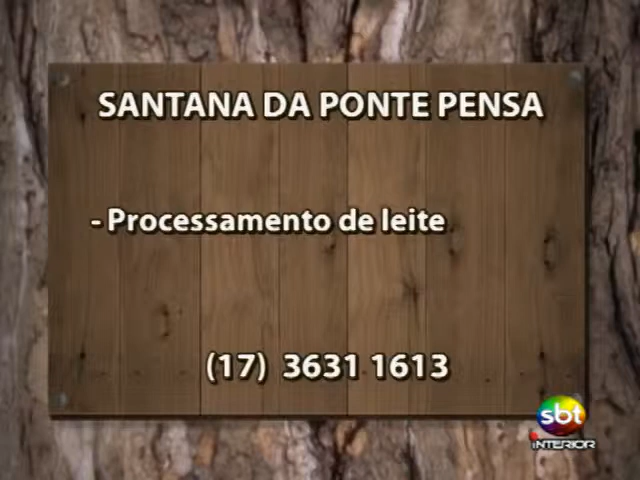 SANTANA DA PONTE PENSA
- Processamento de leite
(17) 3631 1613
sbt
INTERIOR